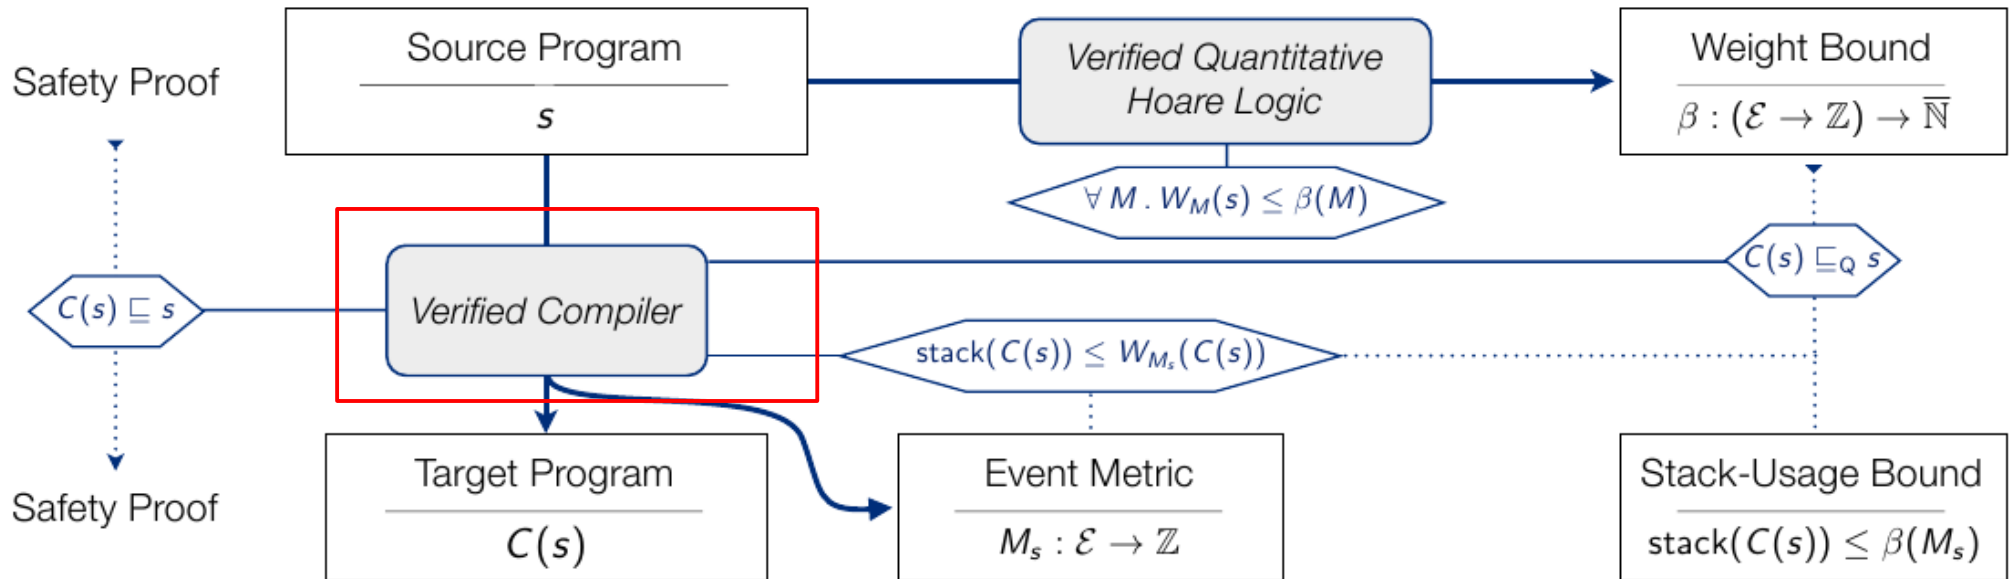 Safety Proof
Source Program
s
Verified Quantitative
Hoare Logic
Weight Bound
β : (ℰ → ℤ) → ℕ̅
∀ M . W_M(s) ≤ β(M)
C(s) ⊑ s
Verified Compiler
C(s) ⊑_Q s
stack(C(s)) ≤ W_{M_s}(C(s))
Safety Proof
Target Program
C(s)
Event Metric
M_s : ℰ → ℤ
Stack-Usage Bound
stack(C(s)) ≤ β(M_s)